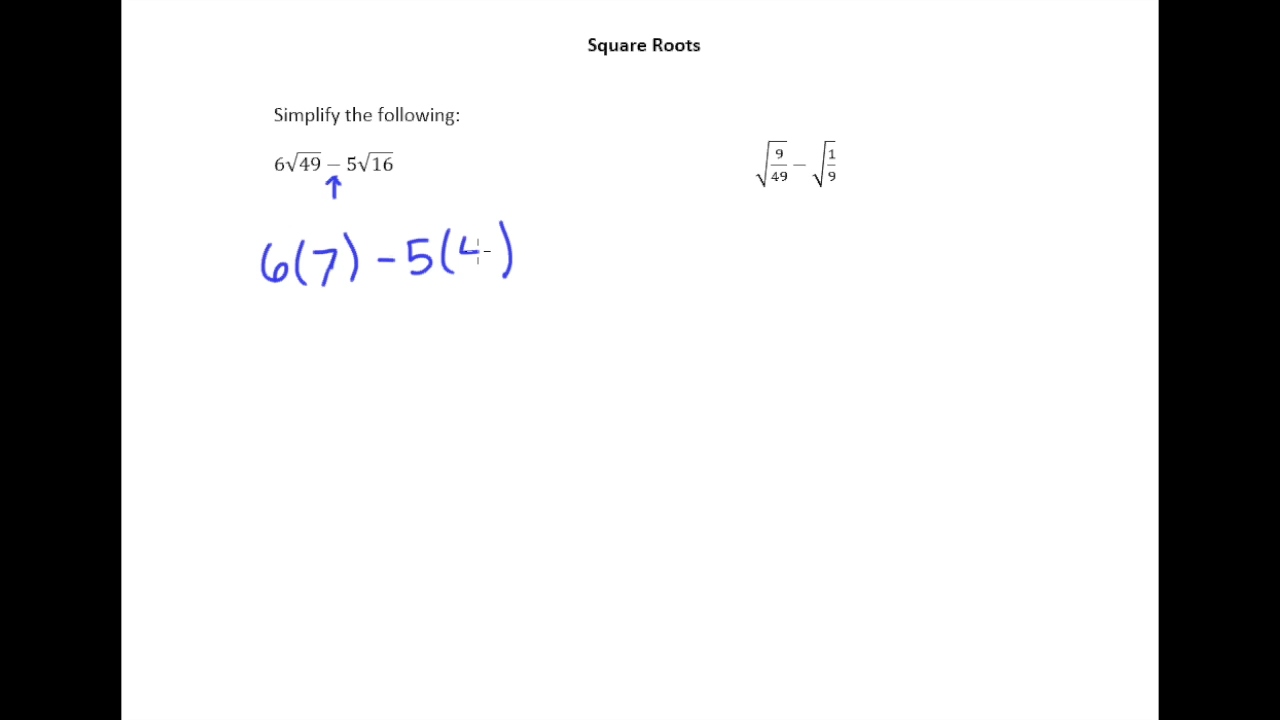 Square Roots
Simplify the following:
6√49 − 5√16
√(9/49) − √(1/9)
6(7) - 5(4)